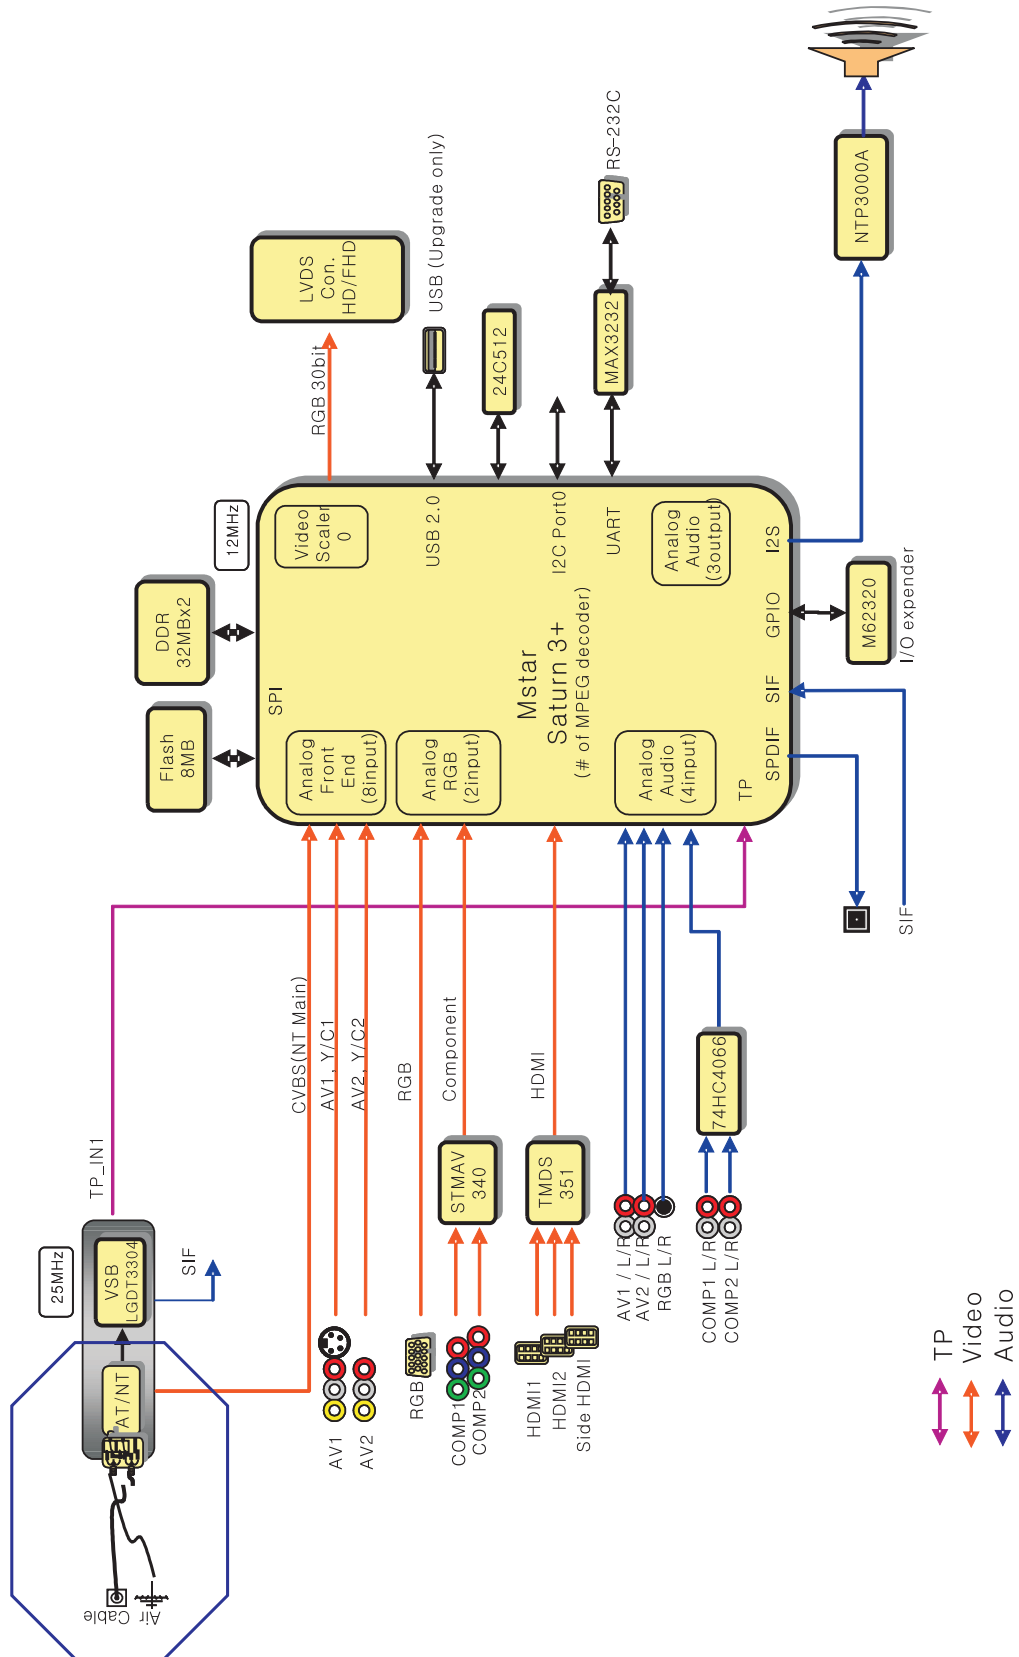 Cable
Air
AT/NT
VSB
LGDT3304
25MHz
SIF
TP_IN1
CVBS(NT Main)
AV1, Y/C1
AV2, Y/C2
RGB
Component
HDMI
AV1
AV2
RGB
COMP1
COMP2
HDMI1
HDMI2
Side HDMI
STMAV
340
TMDS
351
AV1 / L/R
AV2 / L/R
RGB L/R
COMP1 L/R
COMP2 L/R
74HC4066
Flash
8MB
DDR
32MBx2
12MHz
SPI
Analog
Front
End
(8input)
Analog
RGB
(2input)
Analog
Audio
(4input)
TP
Mstar
Saturn 3+
(# of MPEG decoder)
Video
Scaler
0
USB 2.0
I2C Port0
UART
Analog
Audio
(3output)
SPDIF
SIF
GPIO
I2S
RGB 30bit
LVDS
Con.
HD/FHD
USB (Upgrade only)
24C512
MAX3232
RS-232C
NTP3000A
M62320
I/O expender
SIF
TP
Video
Audio